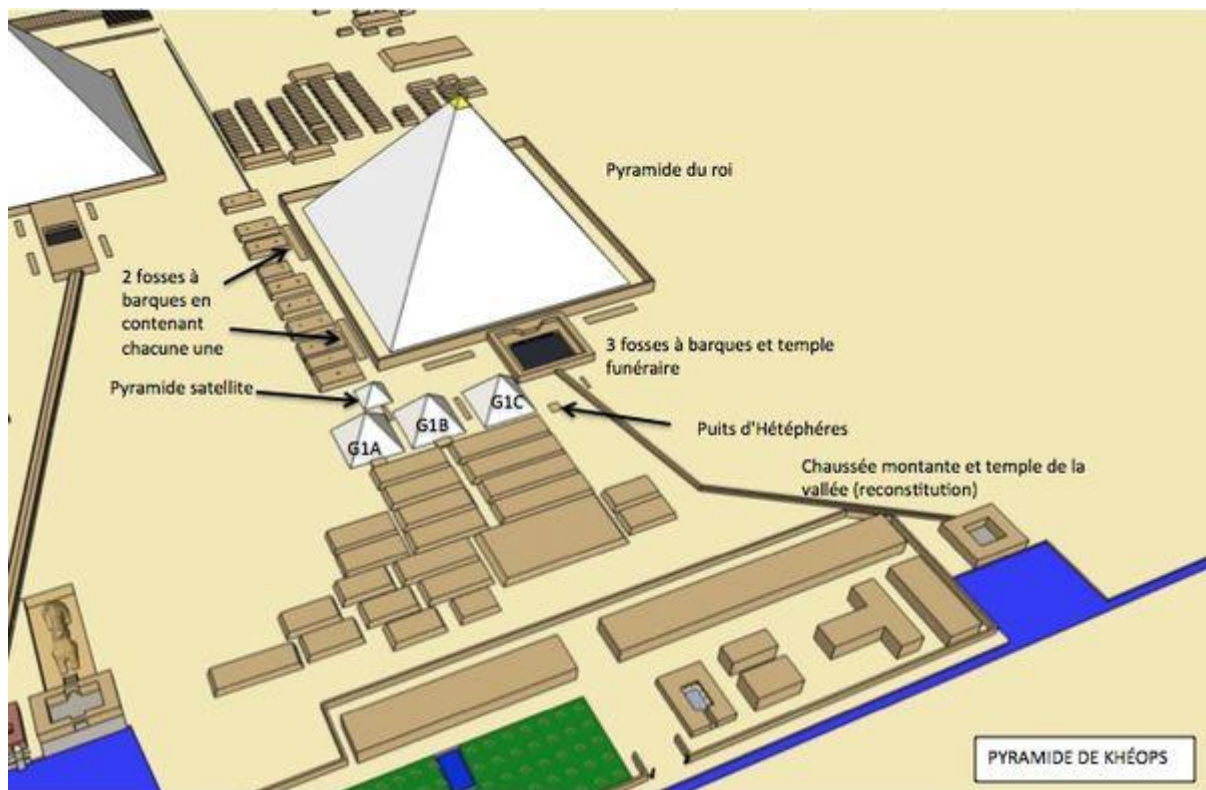 Pyramide du roi
2 fosses à
barques en
contenant
chacune une
3 fosses à barques et temple
funéraire
Pyramide satellite
G1A
G1B
G1C
Puits d'Hétéphéres
Chaussée montante et temple de la
vallée (reconstitution)
PYRAMIDE DE KHÉOPS